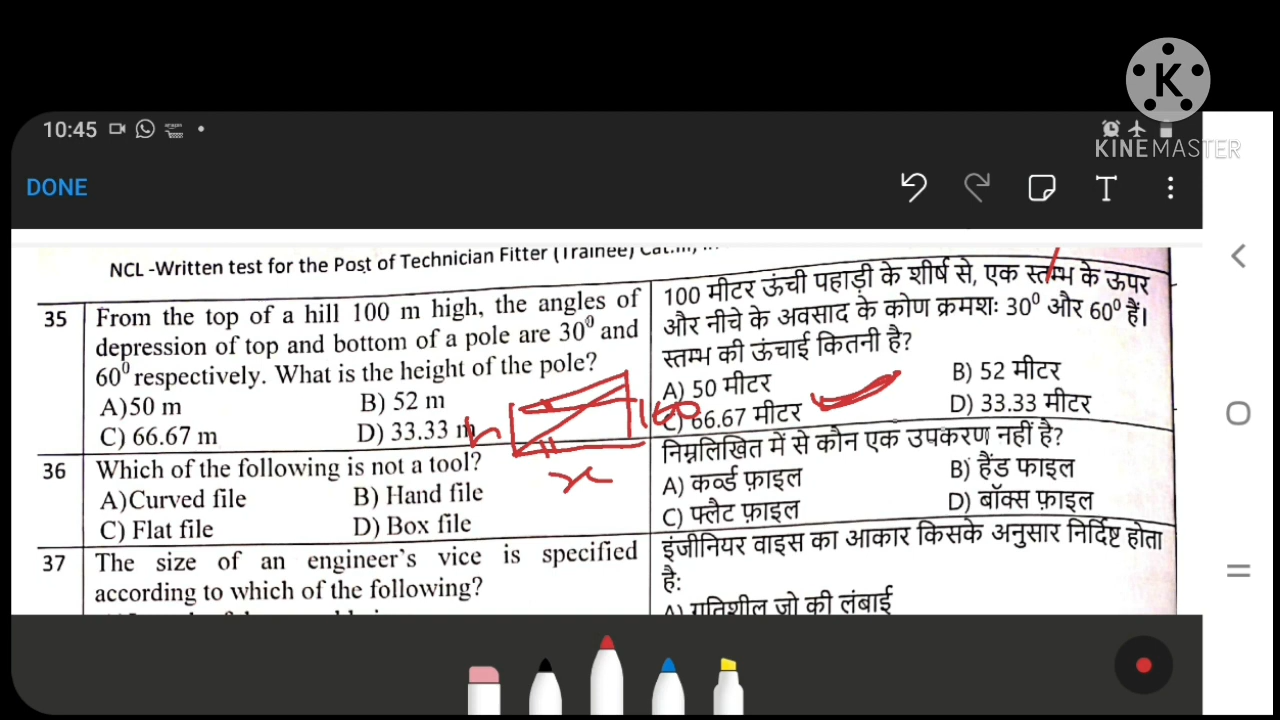 10:45
KINEMASTER
DONE
T
NCL -Written test for the Post of Technician Fitter (Trainee)
35
From the top of a hill 100 m high, the angles of
depression of top and bottom of a pole are 30⁰ and
60⁰ respectively. What is the height of the pole?
A)50 m B) 52 m
C) 66.67 m D) 33.33 m
h
100
x
100 मीटर ऊंची पहाड़ी के शीर्ष से, एक स्तम्भ के ऊपर
और नीचे के अवसाद के कोण क्रमशः 30⁰ और 60⁰ हैं।
स्तम्भ की ऊंचाई कितनी है?
A) 50 मीटर B) 52 मीटर
C) 66.67 मीटर D) 33.33 मीटर
36
Which of the following is not a tool?
A)Curved file B) Hand file
C) Flat file D) Box file
निम्नलिखित में से कौन एक उपकरण नहीं है?
A) कर्व्ड फ़ाइल B) हैंड फाइल
C) फ्लैट फ़ाइल D) बॉक्स फ़ाइल
37
The size of an engineer's vice is specified
according to which of the following?
इंजीनियर वाइस का आकार किसके अनुसार निर्दिष्ट होता
है:
A) गतिशील जो की लंबाई